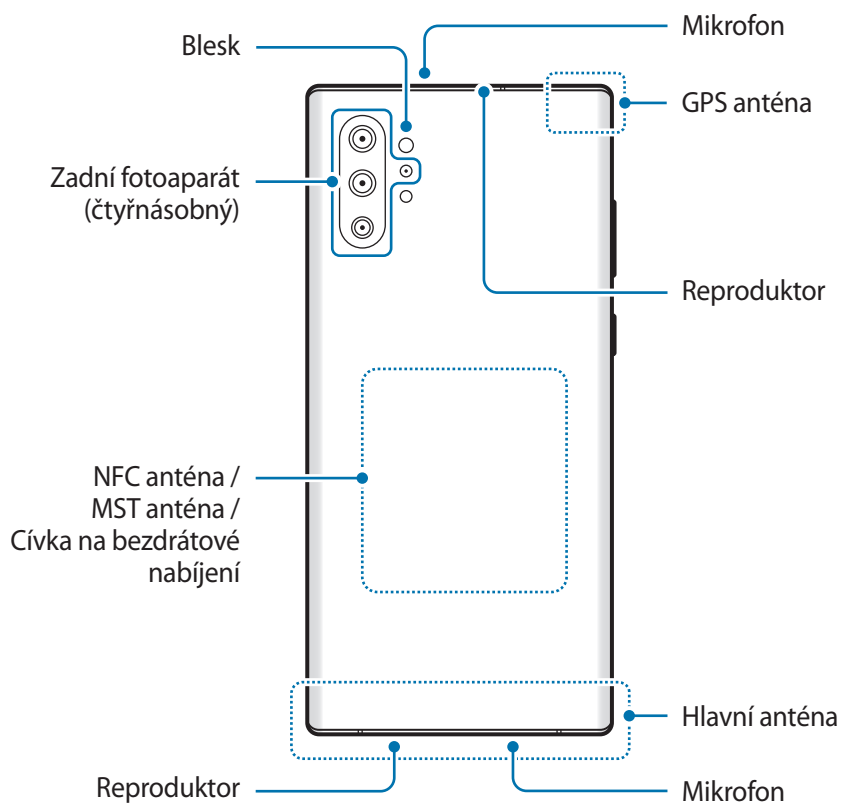 Mikrofon
Blesk
GPS anténa
Zadní fotoaparát
(čtyřnásobný)
Reproduktor
NFC anténa /
MST anténa /
Cívka na bezdrátové
nabíjení
Hlavní anténa
Reproduktor
Mikrofon